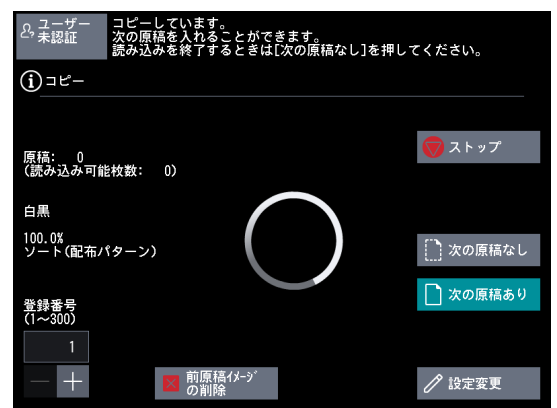 ユーザー
未認証
コピーしています。
次の原稿を入れることができます。
読み込みを終了するときは[次の原稿なし]を押してください。
コピー
ストップ
原稿: 0
(読み込み可能枚数: 0)
白黒
100.0%
ソート(配布パターン)
次の原稿なし
次の原稿あり
登録番号
(1～300)
1
前原稿ｲﾒｰｼﾞ
の削除
設定変更